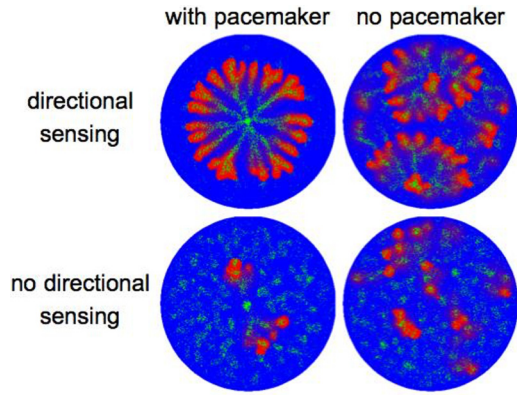 with pacemaker
no pacemaker
directional
sensing
no directional
sensing